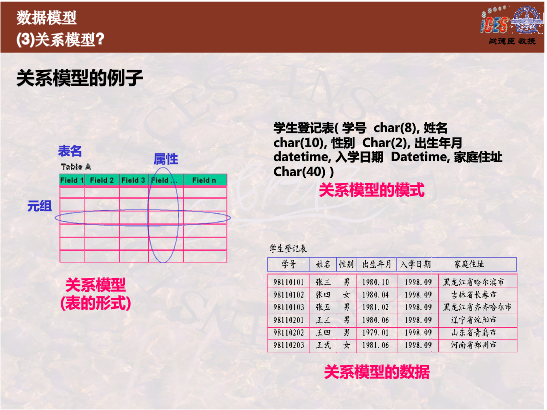 数据模型
(3)关系模型?
ICES
战德臣 教授
关系模型的例子
表名
Table A
属性
Field 1 Field 2 Field 3 Field ... Field n
元组
关系模型
(表的形式)
学生登记表( 学号 char(8), 姓名
char(10), 性别 Char(2), 出生年月
datetime, 入学日期 Datetime, 家庭住址
Char(40) )
关系模型的模式
学生登记表
学号 姓名 性别 出生年月 入学日期 家庭住址
98110101 张三 男 1980.10 1998.09 黑龙江省哈尔滨市
98110102 张四 女 1980.04 1998.09 吉林省长春市
98110103 张五 男 1981.02 1998.09 黑龙江省齐齐哈尔市
98110201 王三 男 1980.06 1998.09 辽宁省沈阳市
98110202 王四 男 1979.01 1998.09 山东省青岛市
98110203 王武 女 1981.06 1998.09 河南省郑州市
关系模型的数据